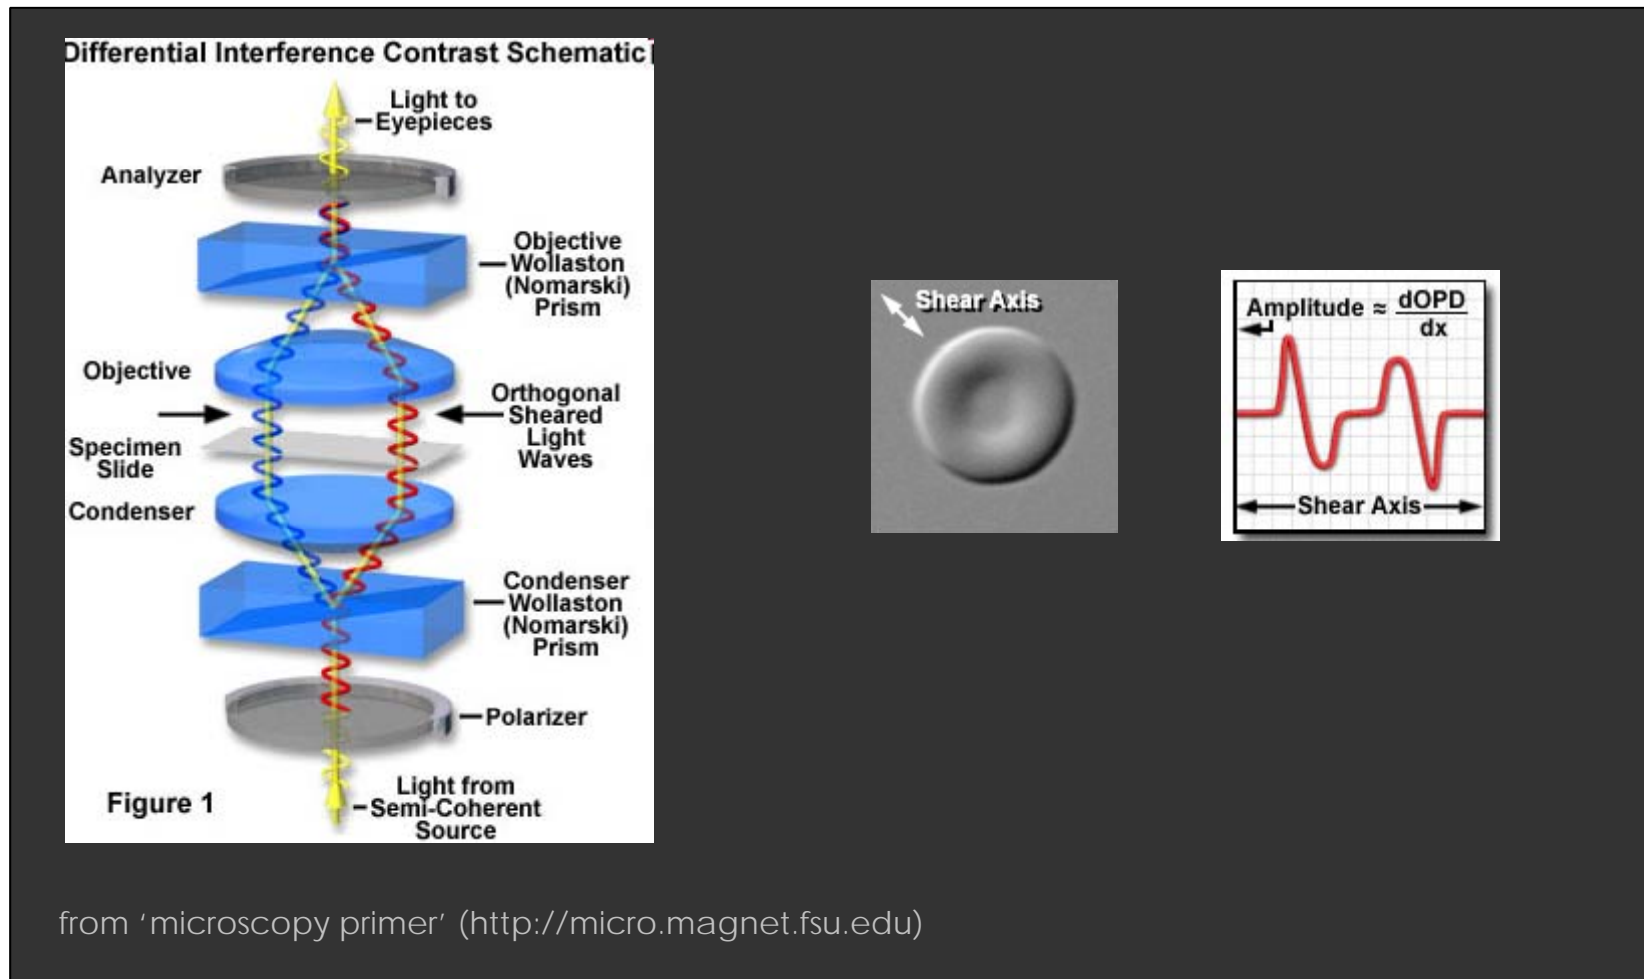 Differential Interference Contrast Schematic
Light to
Eyepieces
Analyzer
Objective
Wollaston
(Nomarski)
Prism
Objective
Orthogonal
Sheared
Light
Waves
Specimen
Slide
Condenser
Condenser
Wollaston
(Nomarski)
Prism
Polarizer
Light from
Semi-Coherent
Source
Figure 1
Shear Axis
Amplitude ≈ dOPD
dx
Shear Axis
from ‘microscopy primer’ (http://micro.magnet.fsu.edu)